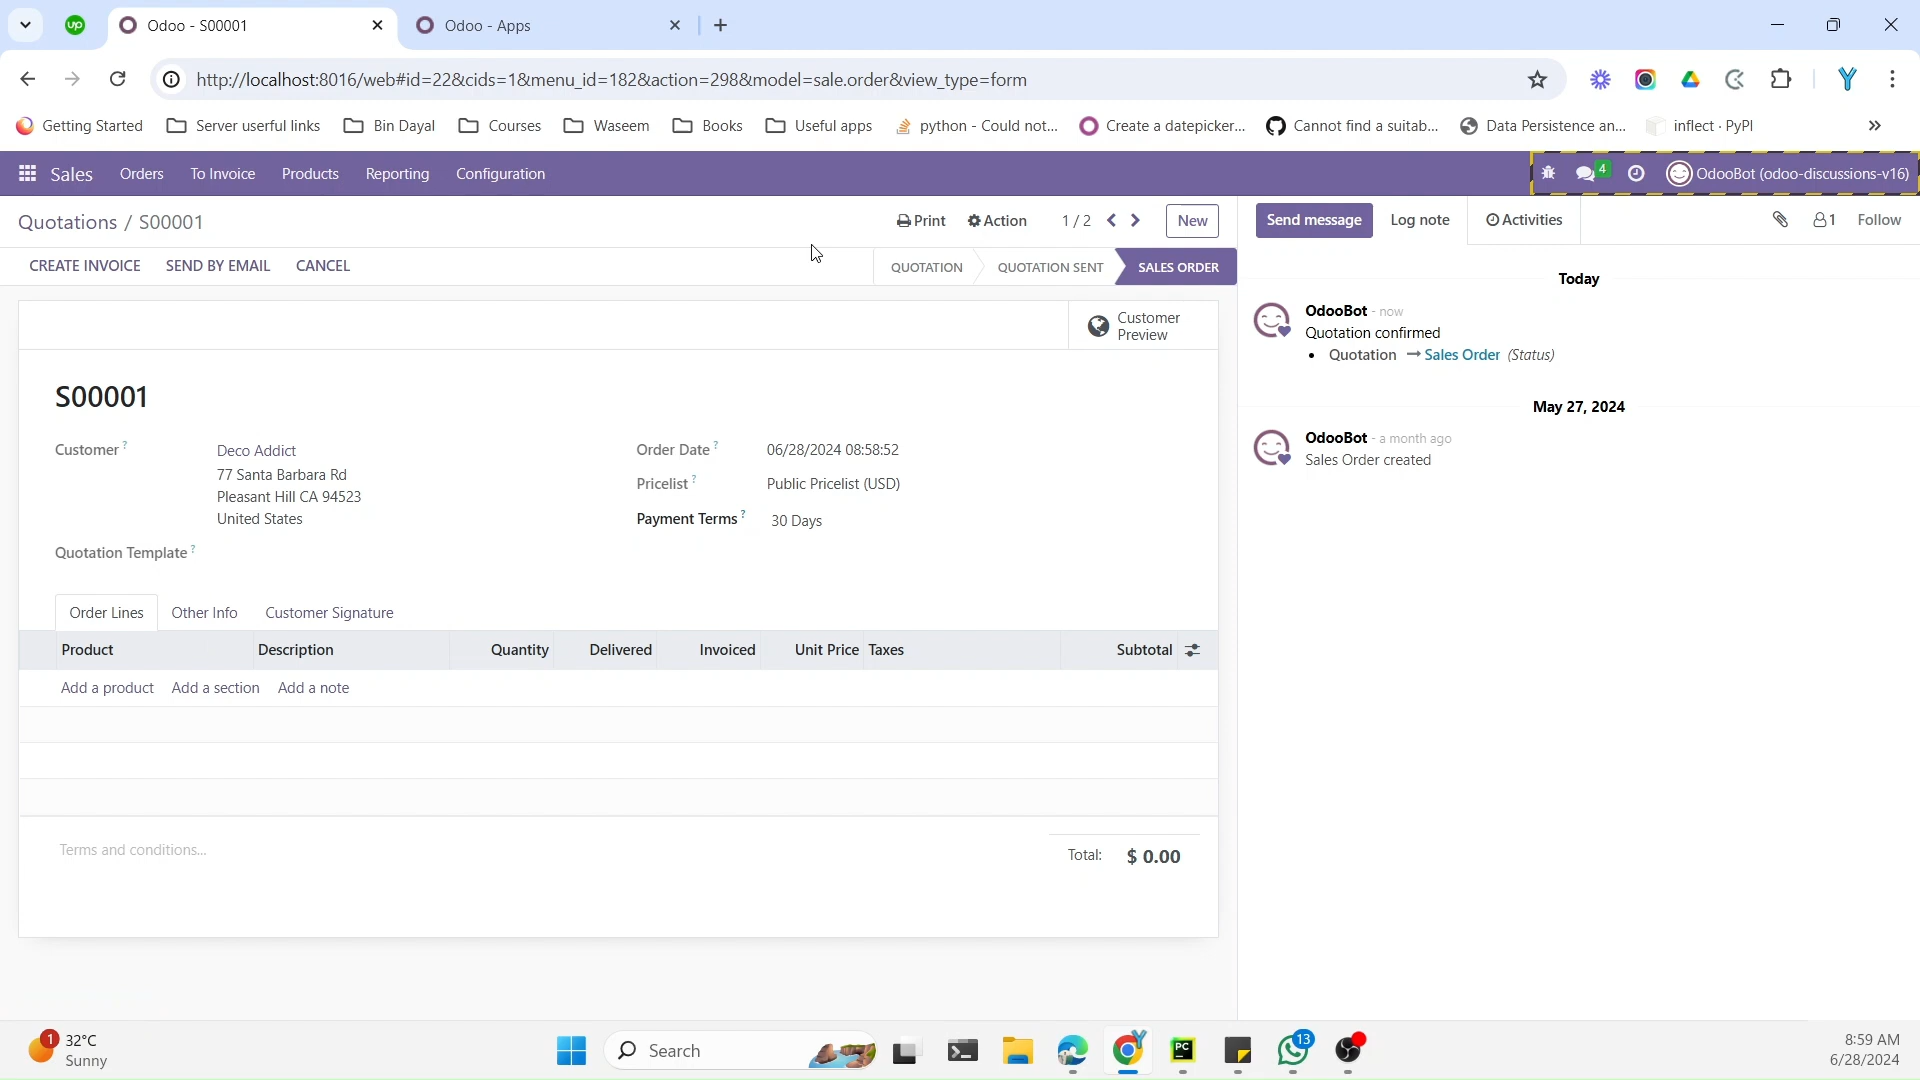 up
Odoo - S00001
Odoo - Apps
http://localhost:8016/web#id=22&cids=1&menu_id=182&action=298&model=sale.order&view_type=form
Getting Started
Server userful links
Bin Dayal
Courses
Waseem
Books
Useful apps
python - Could not...
Create a datepicker...
Cannot find a suitab...
Data Persistence an...
inflect · PyPI
Sales
Orders
To Invoice
Products
Reporting
Configuration
4
OdooBot (odoo-discussions-v16)
Quotations / S00001
Print
Action
1 / 2
New
Send message
Log note
Activities
1
Follow
CREATE INVOICE
SEND BY EMAIL
CANCEL
QUOTATION
QUOTATION SENT
SALES ORDER
Customer
Preview
Today
OdooBot - now
Quotation confirmed
Quotation → Sales Order (Status)
May 27, 2024
OdooBot - a month ago
Sales Order created
S00001
Customer ?
Deco Addict
77 Santa Barbara Rd
Pleasant Hill CA 94523
United States
Quotation Template ?
Order Date ?
06/28/2024 08:58:52
Pricelist ?
Public Pricelist (USD)
Payment Terms ?
30 Days
Order Lines
Other Info
Customer Signature
Product
Description
Quantity
Delivered
Invoiced
Unit Price
Taxes
Subtotal
Add a product
Add a section
Add a note
Terms and conditions...
Total:
$ 0.00
1
32°C
Sunny
Search
PC
13
8:59 AM
6/28/2024